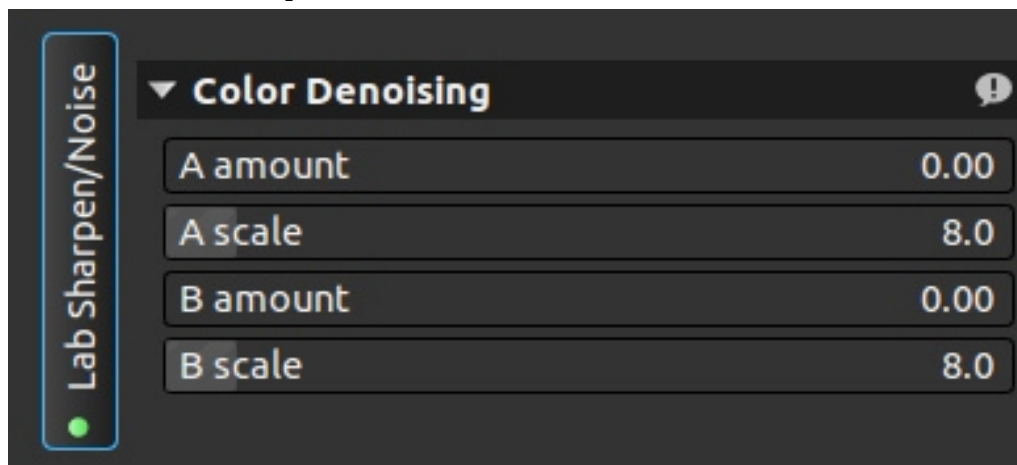 Lab Sharpen/Noise
Color Denoising
A amount 0.00
A scale 8.0
B amount 0.00
B scale 8.0